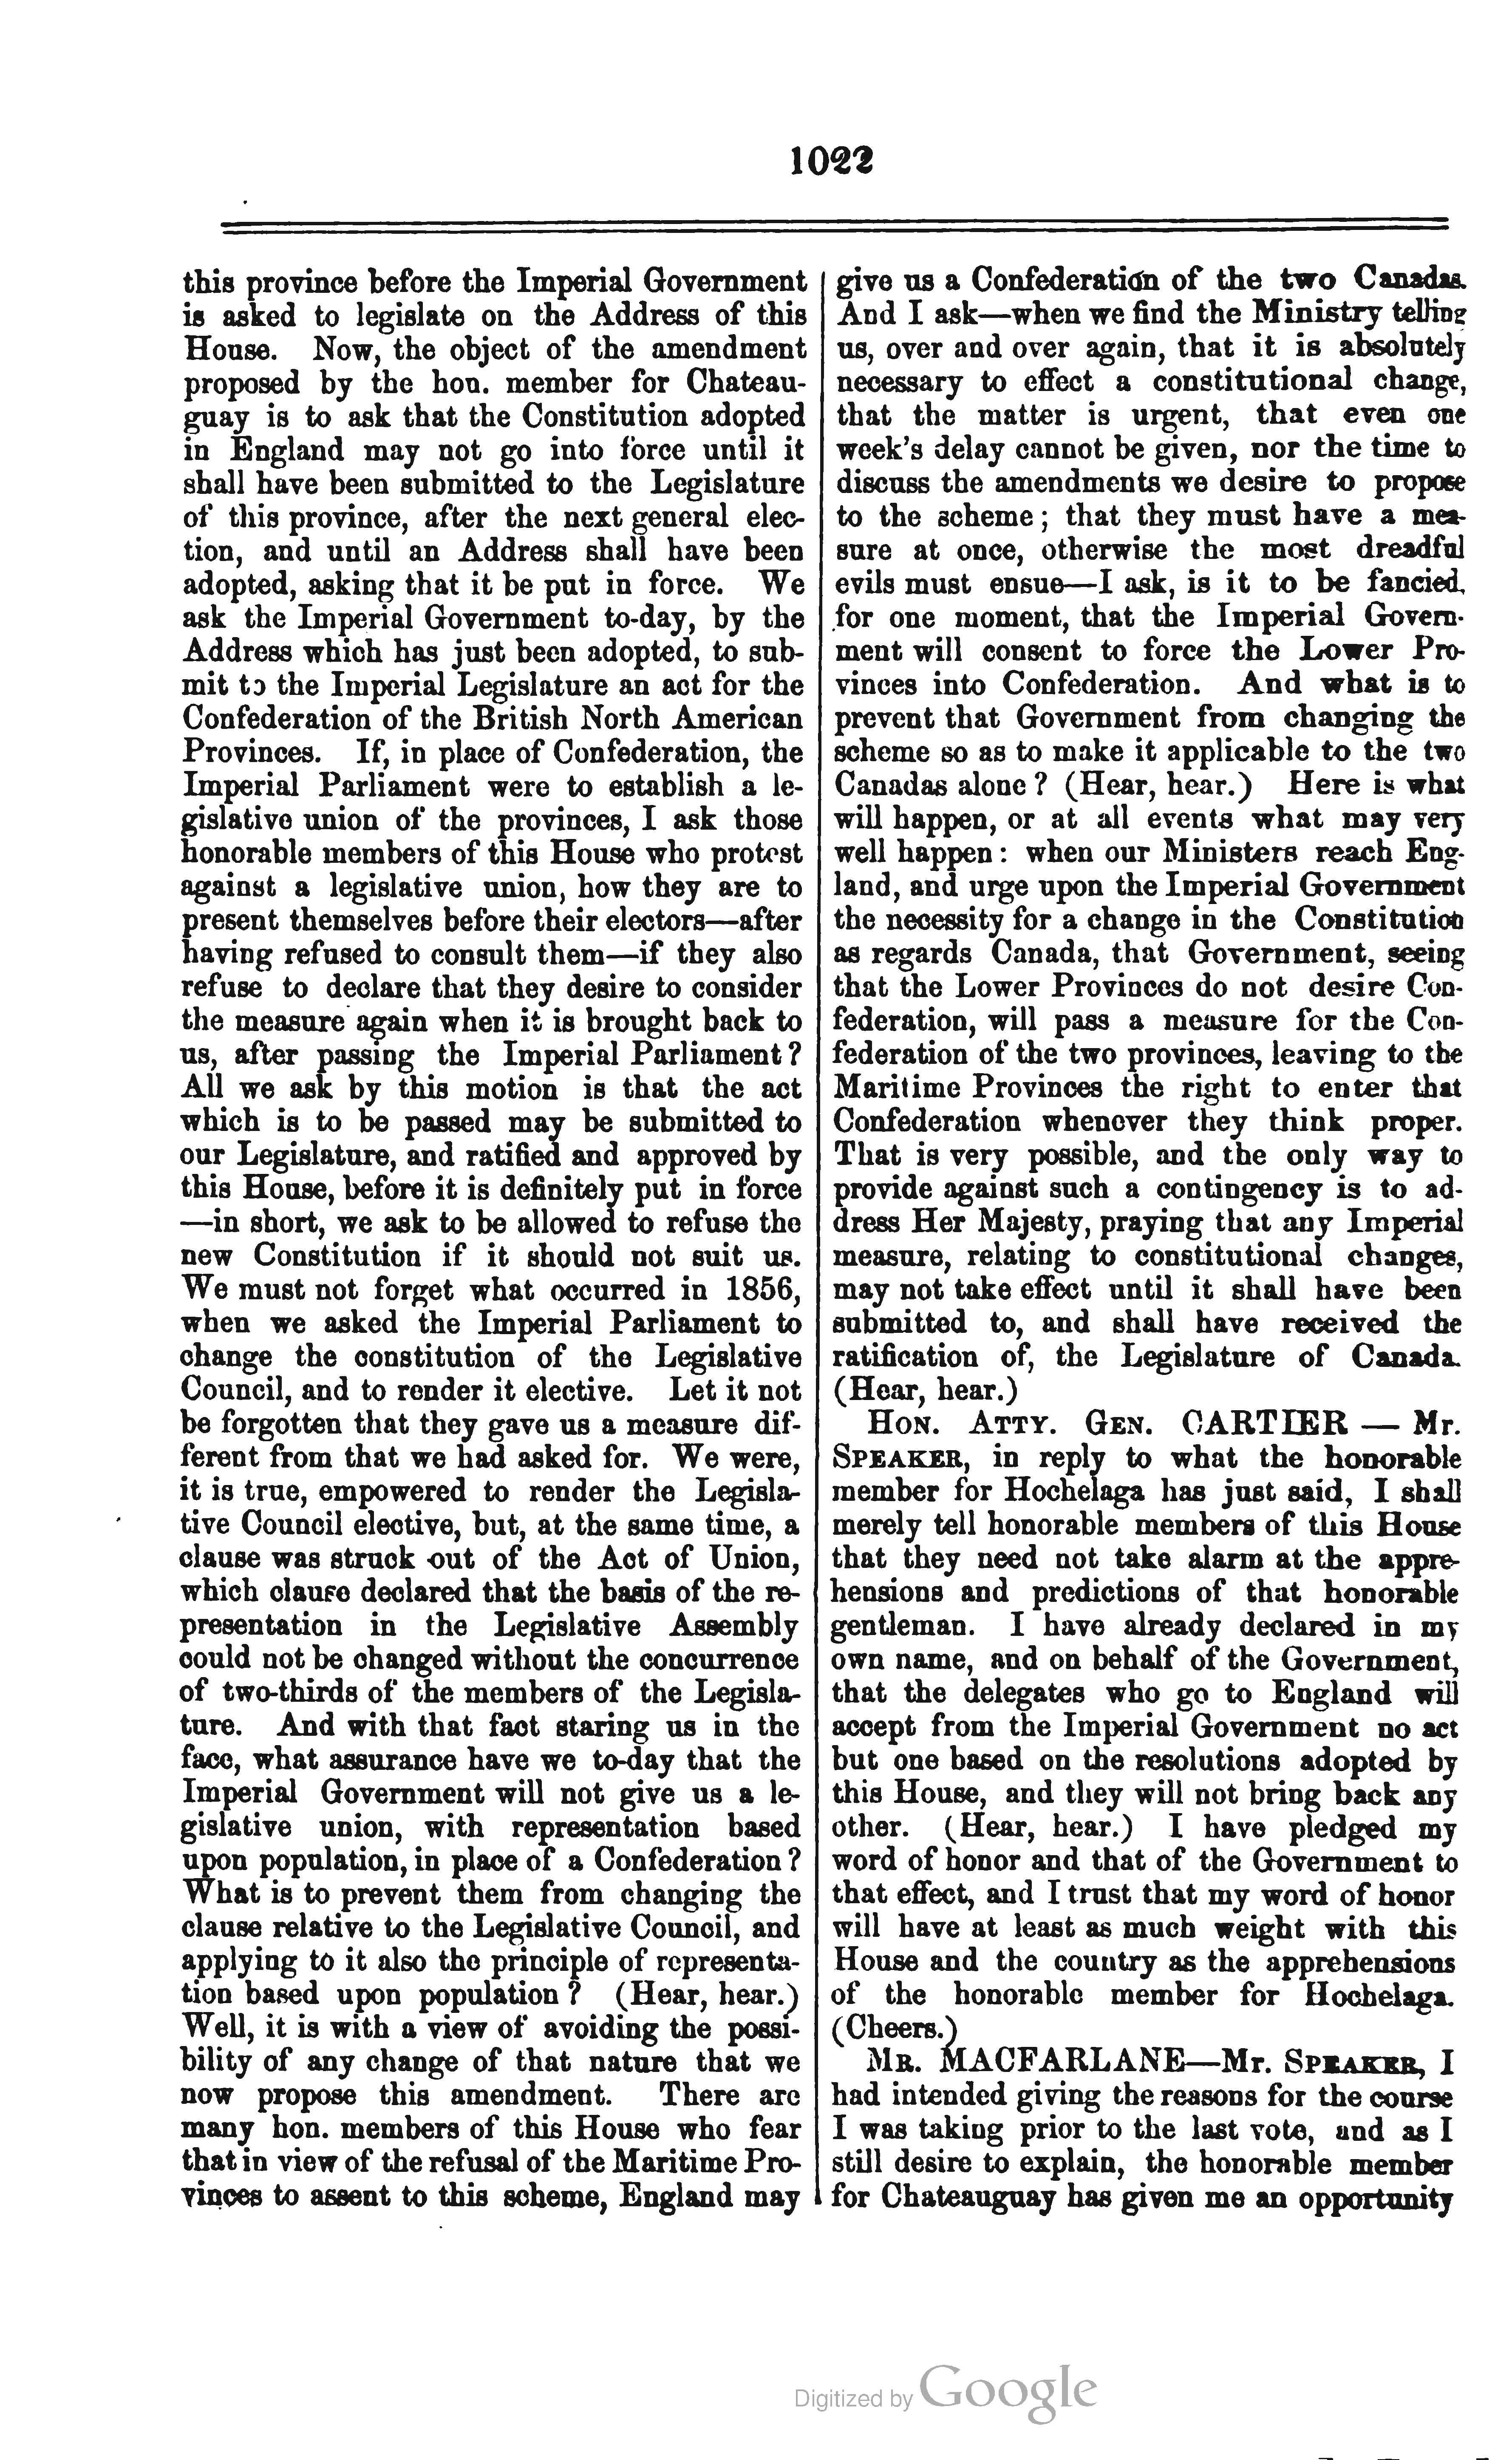 1022
this province before the Imperial Government
is asked to legislate on the Address of this
House. Now, the object of the amendment
proposed by the hon. member for Chateau-
guay is to ask that the Constitution adopted
in England may not go into force until it
shall have been submitted to the Legislature
of this province, after the next general elec-
tion, and until an Address shall have been
adopted, asking that it be put in force. We
ask the Imperial Government to-day, by the
Address which has just been adopted, to sub-
mit to the Imperial Legislature an act for the
Confederation of the British North American
Provinces. If, in place of Confederation, the
Imperial Parliament were to establish a le-
gislative union of the provinces, I ask those
honorable members of this House who protest
against a legislative union, how they are to
present themselves before their electors—after
having refused to consult them—if they also
refuse to declare that they desire to consider
the measure again when it is brought back to
us, after passing the Imperial Parliament?
All we ask by this motion is that the act
which is to be passed may be submitted to
our Legislature, and ratified and approved by
this House, before it is definitely put in force
—in short, we ask to be allowed to refuse the
new Constitution if it should not suit us.
We must not forget what occurred in 1856,
when we asked the Imperial Parliament to
change the constitution of the Legislative
Council, and to render it elective. Let it not
be forgotten that they gave us a measure dif-
ferent from that we had asked for. We were,
it is true, empowered to render the Legisla-
tive Council elective, but, at the same time, a
clause was struck out of the Act of Union,
which clause declared that the basis of the re-
presentation in the Legislative Assembly
could not be changed without the concurrence
of two-thirds of the members of the Legisla-
ture. And with that fact staring us in the
face, what assurance have we to-day that the
Imperial Government will not give us a le-
gislative union, with representation based
upon population, in place of a Confederation?
What is to prevent them from changing the
clause relative to the Legislative Council, and
applying to it also the principle of representa-
tion based upon population? (Hear, hear.)
Well, it is with a view of avoiding the possi-
bility of any change of that nature that we
now propose this amendment. There are
many hon. members of this House who fear
that in view of the refusal of the Maritime Pro-
vinces to assent to this scheme, England may
give us a Confederation of the two Canadas.
And I ask—when we find the Ministry telling
us, over and over again, that it is absolutely
necessary to effect a constitutional change,
that the matter is urgent, that even one
week's delay cannot be given, nor the time to
discuss the amendments we desire to propose
to the scheme; that they must have a mea-
sure at once, otherwise the most dreadful
evils must ensue—I ask, is it to be fancied,
for one moment, that the Imperial Govern-
ment will consent to force the Lower Pro-
vinces into Confederation. And what is to
prevent that Government from changing the
scheme so as to make it applicable to the two
Canadas alone? (Hear, hear.) Here is what
will happen, or at all events what may very
well happen: when our Ministers reach Eng-
land, and urge upon the Imperial Government
the necessity for a change in the Constitution
as regards Canada, that Government, seeing
that the Lower Provinces do not desire Con-
federation, will pass a measure for the Con-
federation of the two provinces, leaving to the
Maritime Provinces the right to enter that
Confederation whenever they think proper.
That is very possible, and the only way to
provide against such a contingency is to ad-
dress Her Majesty, praying that any Imperial
measure, relating to constitutional changes,
may not take effect until it shall have been
submitted to, and shall have received the
ratification of, the Legislature of Canada.
(Hear, hear.)
HON. ATTY. GEN. CARTIER — Mr.
SPEAKER, in reply to what the honorable
member for Hochelaga has just said, I shall
merely tell honorable members of this House
that they need not take alarm at the appre-
hensions and predictions of that honorable
gentleman. I have already declared in my
own name, and on behalf of the Government,
that the delegates who go to England will
accept from the Imperial Government no act
but one based on the resolutions adopted by
this House, and they will not bring back any
other. (Hear, hear.) I have pledged my
word of honor and that of the Government to
that effect, and I trust that my word of honor
will have at least as much weight with this
House and the country as the apprehensions
of the honorable member for Hochelaga.
(Cheers.)
MR. MACFARLANE—Mr. SPEAKER, I
had intended giving the reasons for the course
I was taking prior to the last vote, and as I
still desire to explain, the honorable member
for Chateauguay has given me an opportunity
Digitized by Google